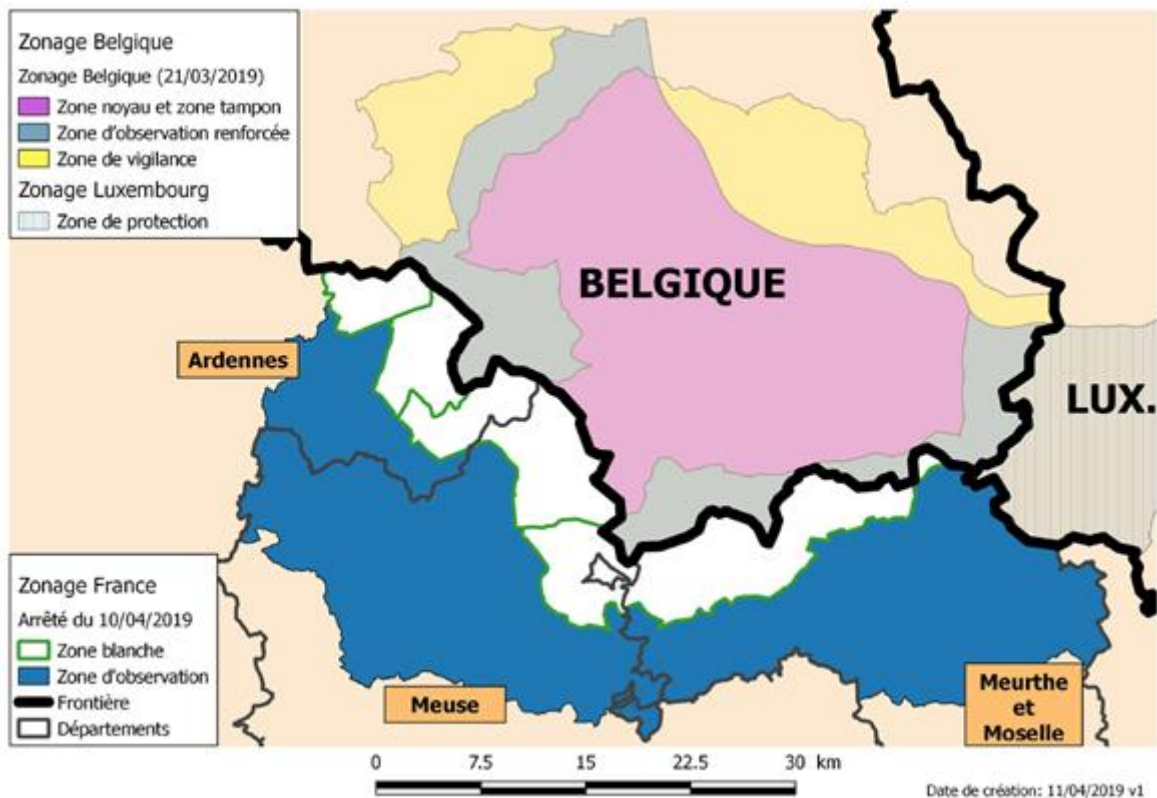 Zonage Belgique
Zonage Belgique (21/03/2019)
Zone noyau et zone tampon
Zone d'observation renforcée
Zone de vigilance
Zonage Luxembourg
Zone de protection
BELGIQUE
Ardennes
LUX.
Zonage France
Arrêté du 10/04/2019
Zone blanche
Zone d'observation
Frontière
Départements
Meuse
Meurthe
et
Moselle
0 7.5 15 22.5 30 km
Date de création: 11/04/2019 v1